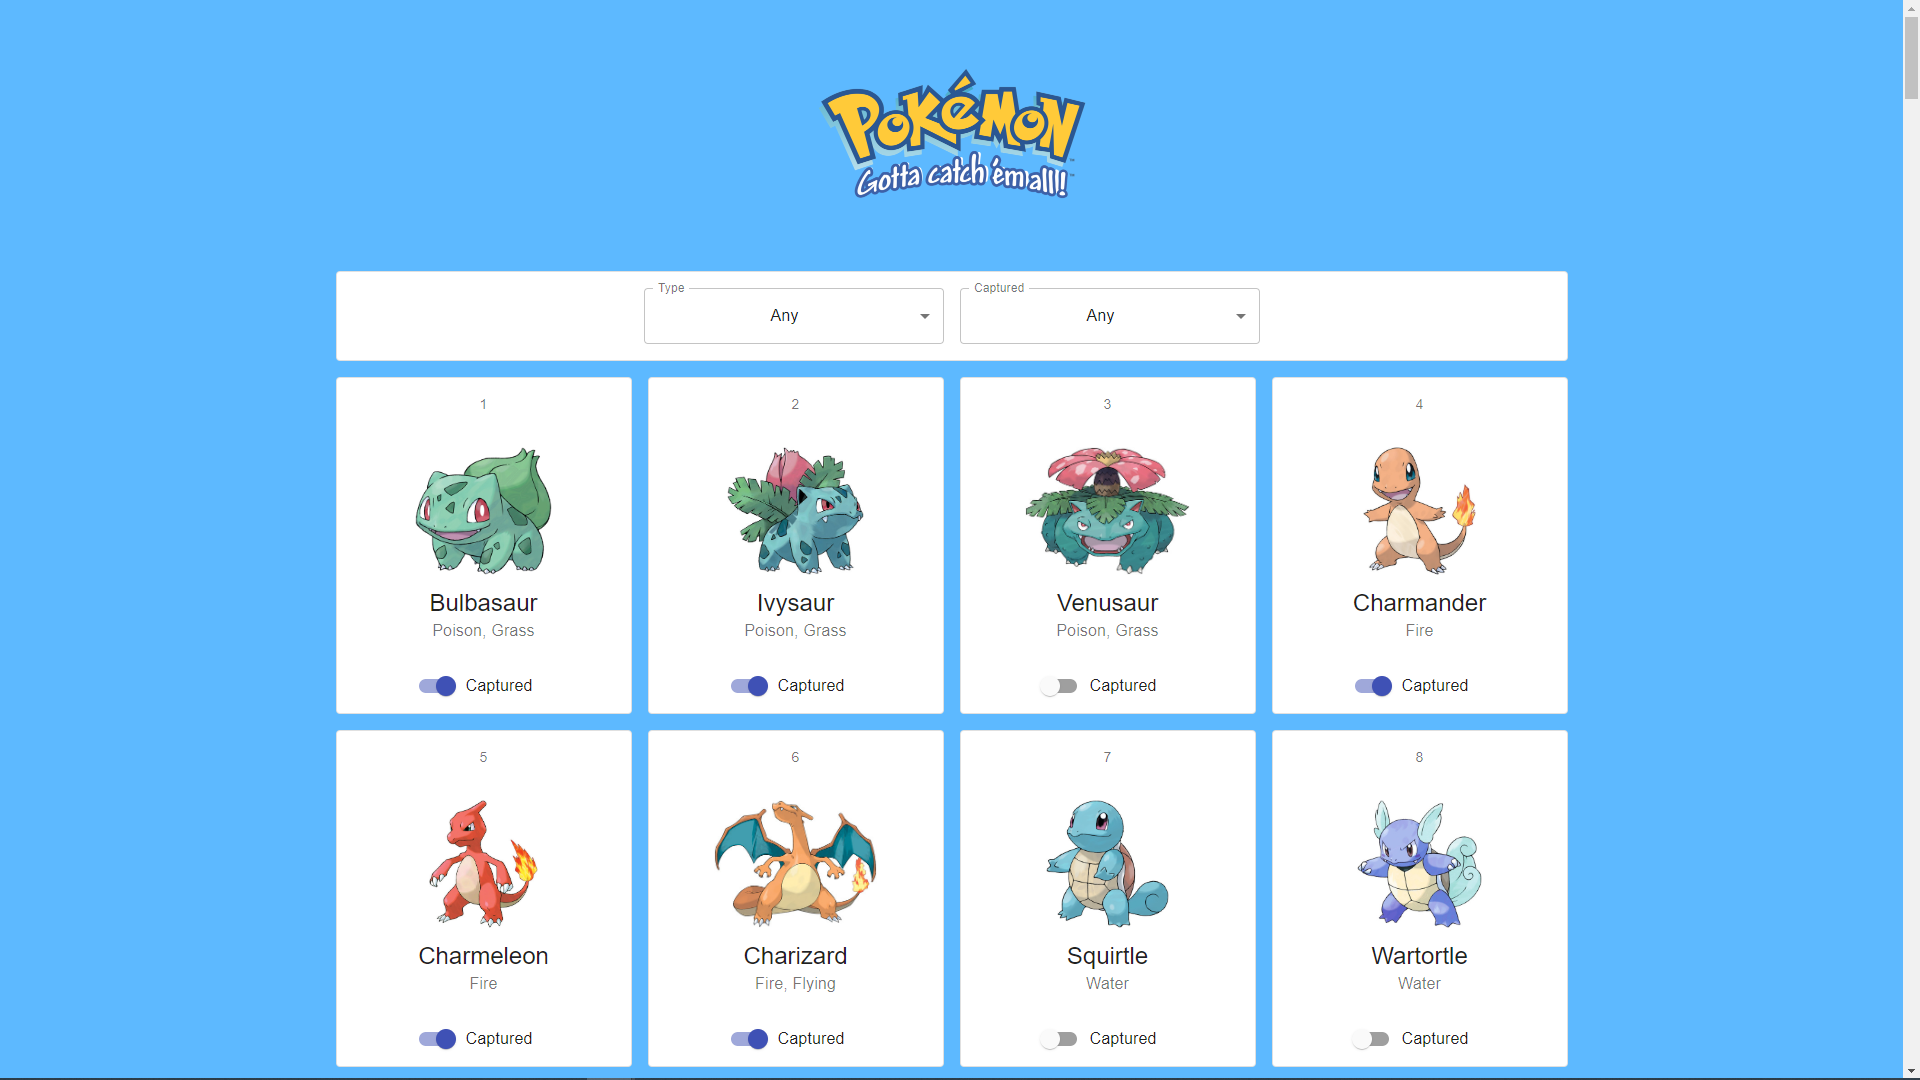 Pokémon
Gotta catch 'em all!!
Type
Any
Captured
Any
1
Bulbasaur
Poison, Grass
Captured
2
Ivysaur
Poison, Grass
Captured
3
Venusaur
Poison, Grass
Captured
4
Charmander
Fire
Captured
5
Charmeleon
Fire
Captured
6
Charizard
Fire, Flying
Captured
7
Squirtle
Water
Captured
8
Wartortle
Water
Captured